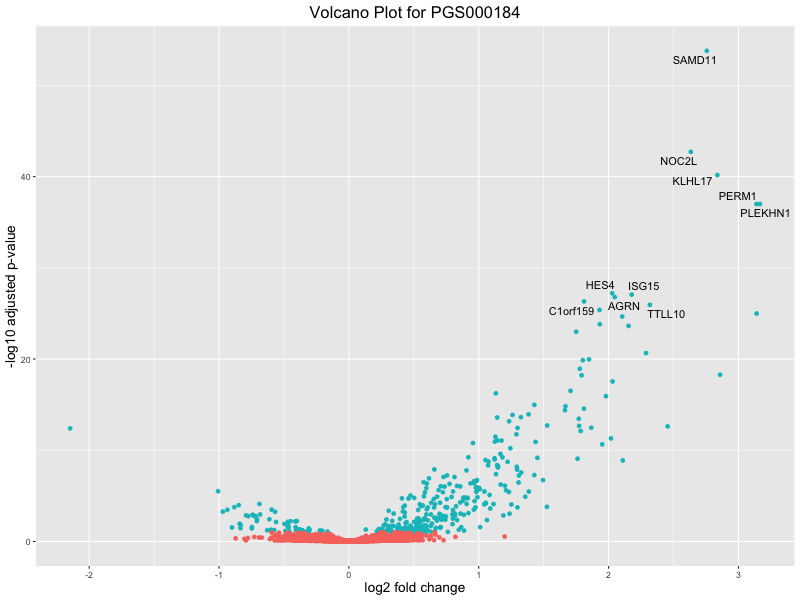 Volcano Plot for PGS000184
SAMD11
NOC2L
KLHL17
PERM1
PLEKHN1
HES4
ISG15
AGRN
C1orf159
TTLL10
40
20
0
-log10 adjusted p-value
-2
-1
0
1
2
3
log2 fold change